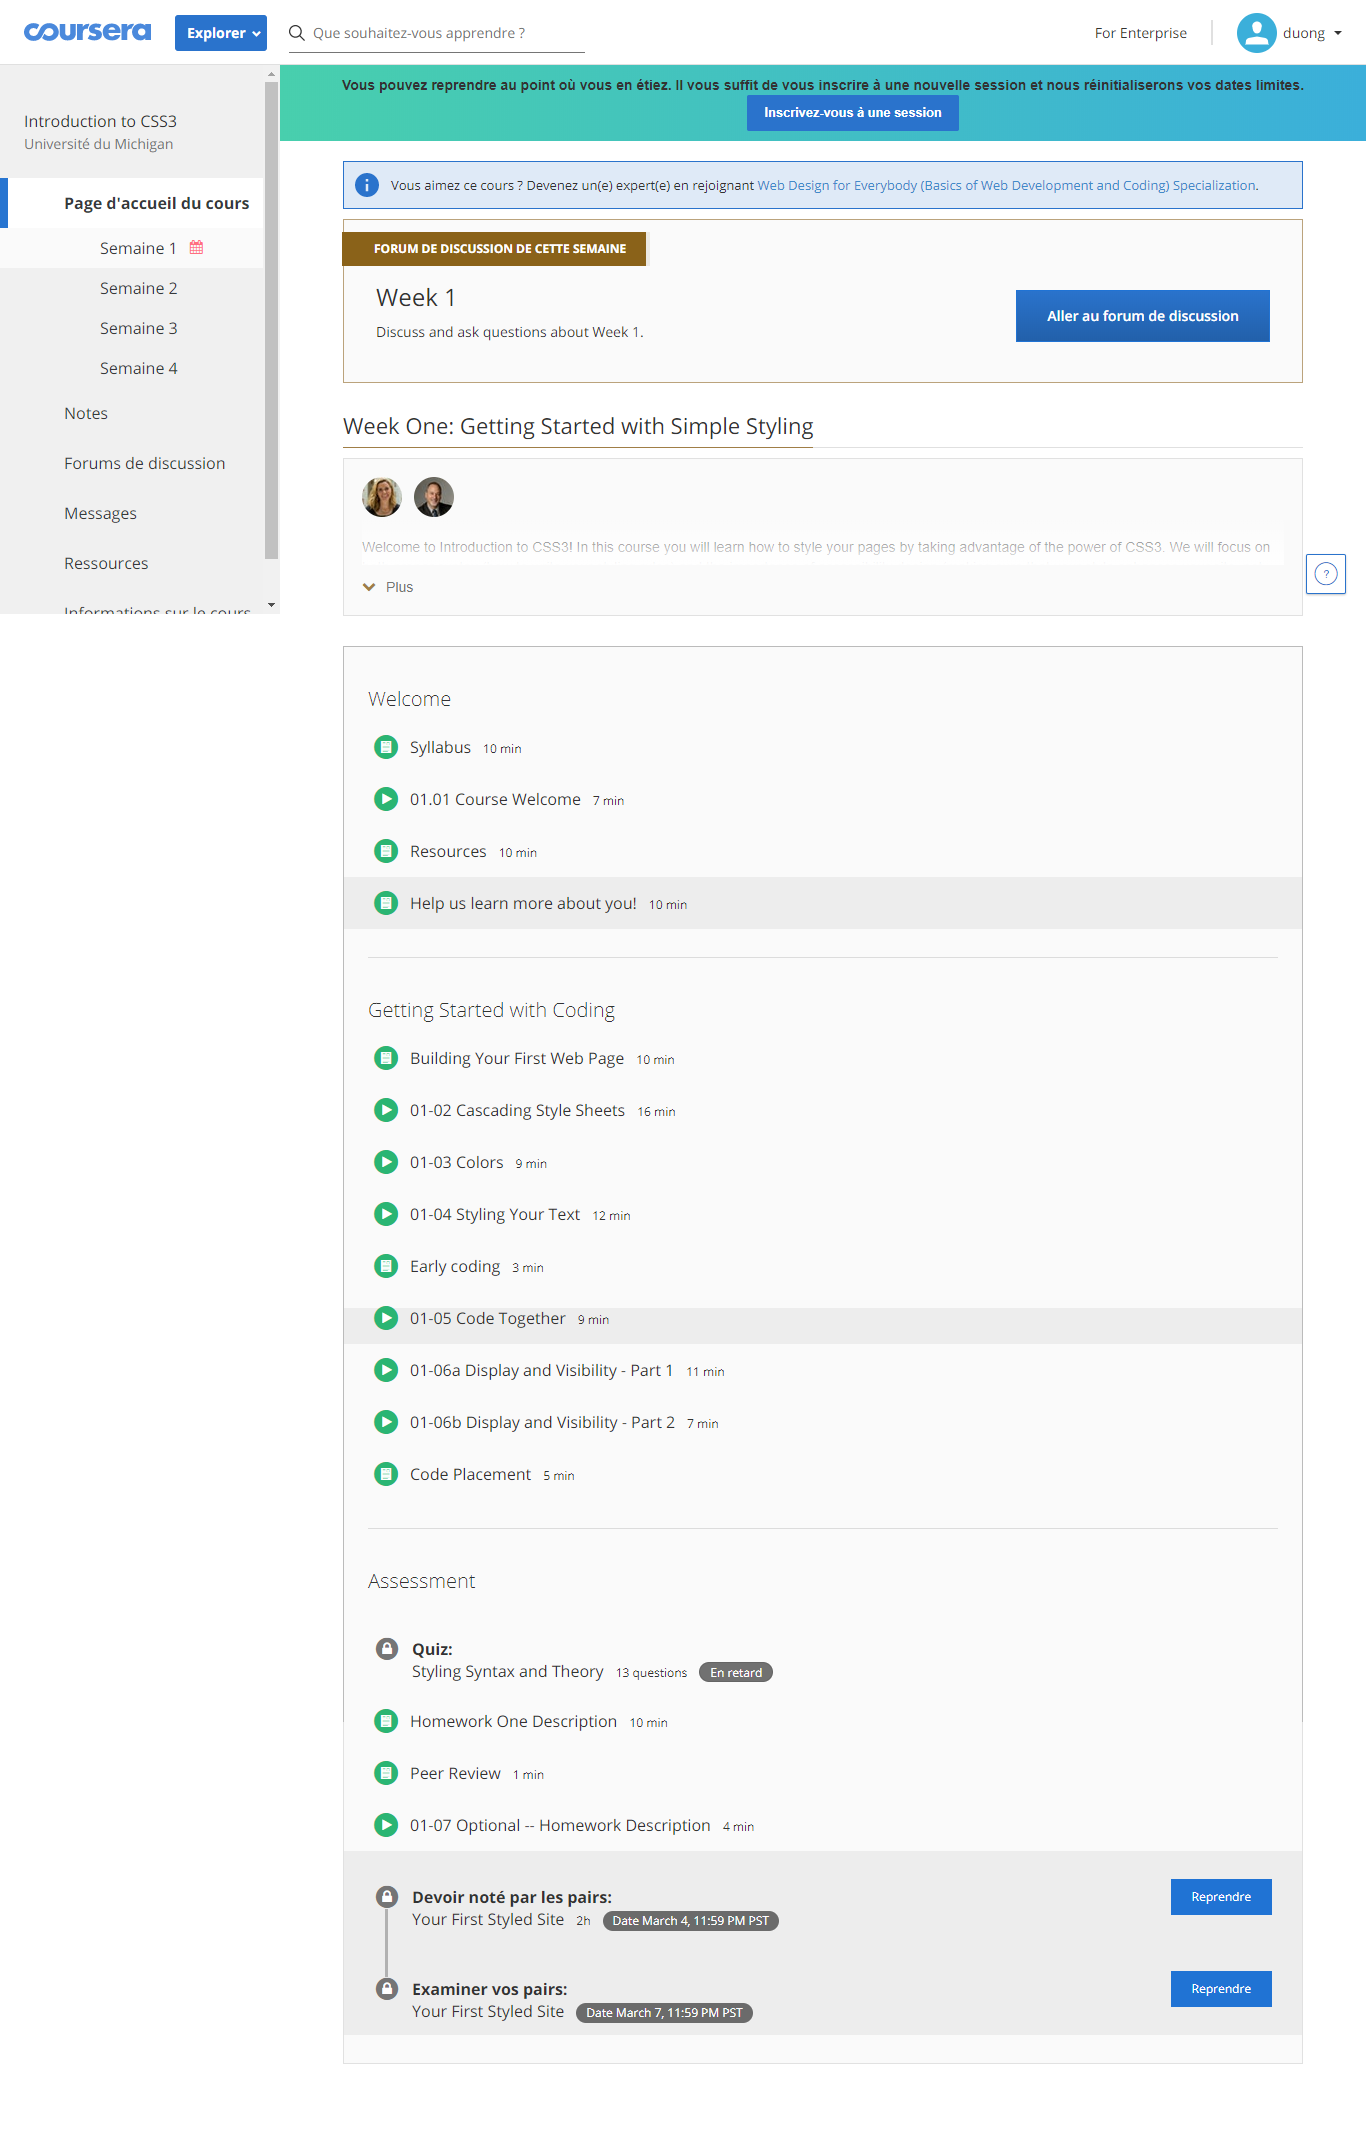 coursera
Explorer
Que souhaitez-vous apprendre ?
For Enterprise
duong
Introduction to CSS3
Université du Michigan
Page d'accueil du cours
Semaine 1
Semaine 2
Semaine 3
Semaine 4
Notes
Forums de discussion
Messages
Ressources
Informations sur le cours
Vous pouvez reprendre au point où vous en étiez. Il vous suffit de vous inscrire à une nouvelle session et nous réinitialiserons vos dates limites.
Inscrivez-vous à une session
Vous aimez ce cours ? Devenez un(e) expert(e) en rejoignant Web Design for Everybody (Basics of Web Development and Coding) Specialization.
FORUM DE DISCUSSION DE CETTE SEMAINE
Week 1
Discuss and ask questions about Week 1.
Aller au forum de discussion
Week One: Getting Started with Simple Styling
Welcome to Introduction to CSS3! In this course you will learn how to style your pages by taking advantage of the power of CSS3. We will focus on
Plus
?
Welcome
Syllabus 10 min
01.01 Course Welcome 7 min
Resources 10 min
Help us learn more about you! 10 min
Getting Started with Coding
Building Your First Web Page 10 min
01-02 Cascading Style Sheets 16 min
01-03 Colors 9 min
01-04 Styling Your Text 12 min
Early coding 3 min
01-05 Code Together 9 min
01-06a Display and Visibility - Part 1 11 min
01-06b Display and Visibility - Part 2 7 min
Code Placement 5 min
Assessment
Quiz:
Styling Syntax and Theory 13 questions En retard
Homework One Description 10 min
Peer Review 1 min
01-07 Optional -- Homework Description 4 min
Devoir noté par les pairs:
Your First Styled Site 2h Date March 4, 11:59 PM PST
Reprendre
Examiner vos pairs:
Your First Styled Site Date March 7, 11:59 PM PST
Reprendre